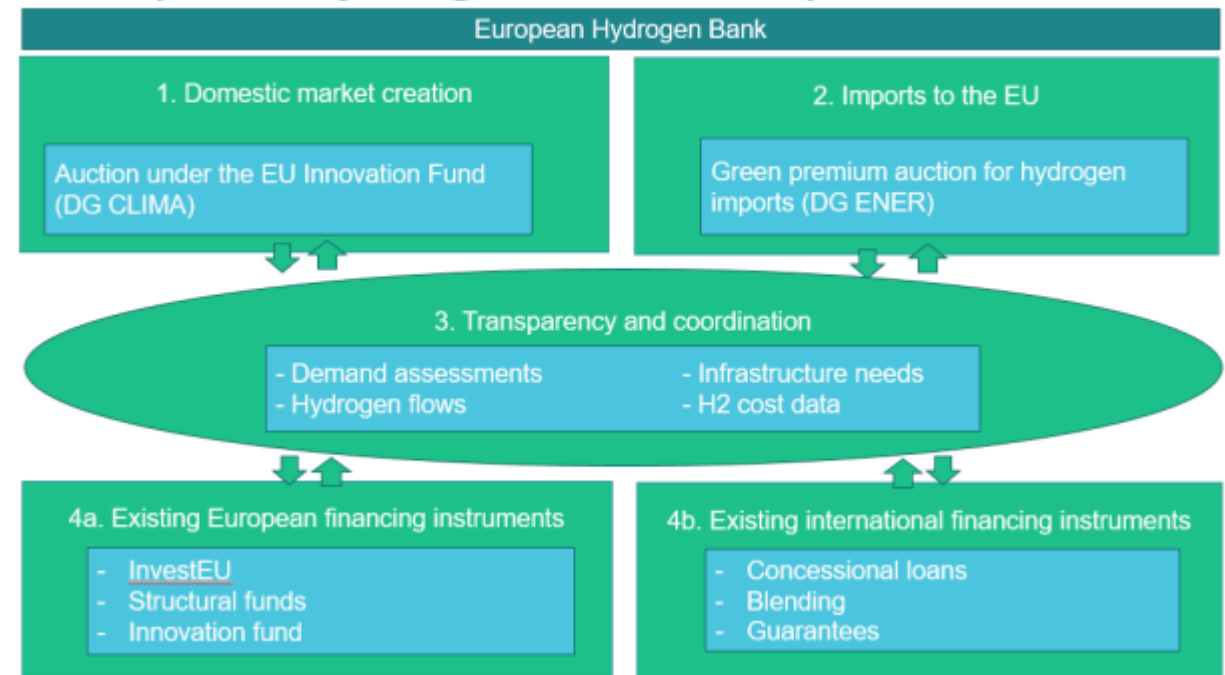 European Hydrogen Bank
1. Domestic market creation
Auction under the EU Innovation Fund
(DG CLIMA)
2. Imports to the EU
Green premium auction for hydrogen
imports (DG ENER)
3. Transparency and coordination
- Demand assessments
- Hydrogen flows
- Infrastructure needs
- H2 cost data
4a. Existing European financing instruments
- InvestEU
- Structural funds
- Innovation fund
4b. Existing international financing instruments
- Concessional loans
- Blending
- Guarantees